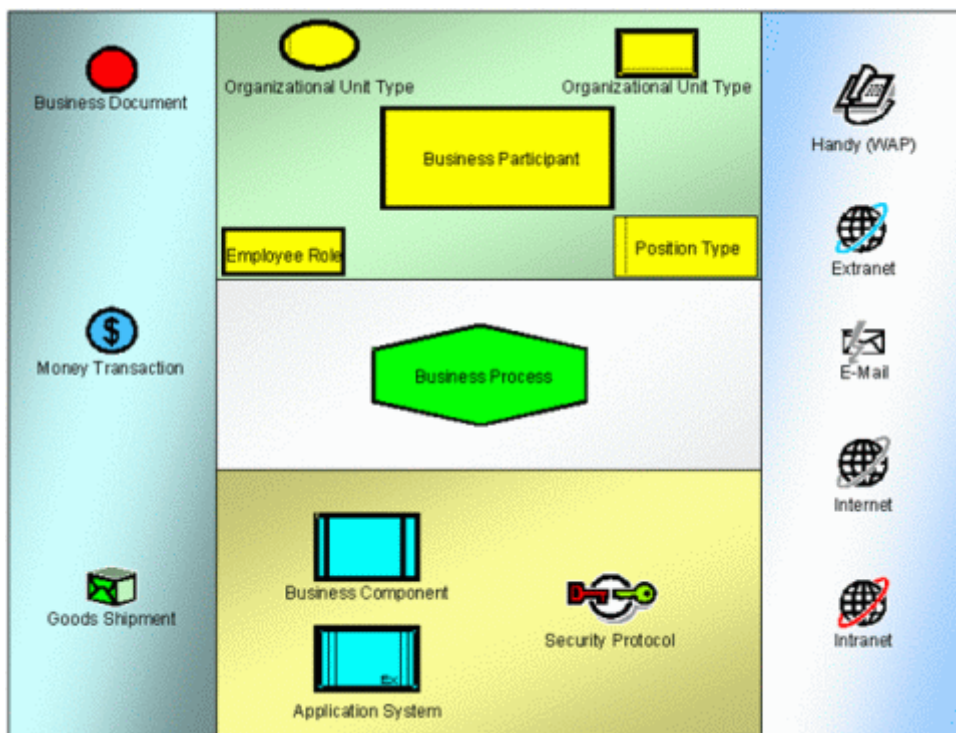 Business Document
Money Transaction
Goods Shipment
Organizational Unit Type
Organizational Unit Type
Business Participant
Employee Role
Position Type
Business Process
Business Component
Ex
Application System
Security Protocol
Handy (WAP)
Extranet
E-Mail
Internet
Intranet
$